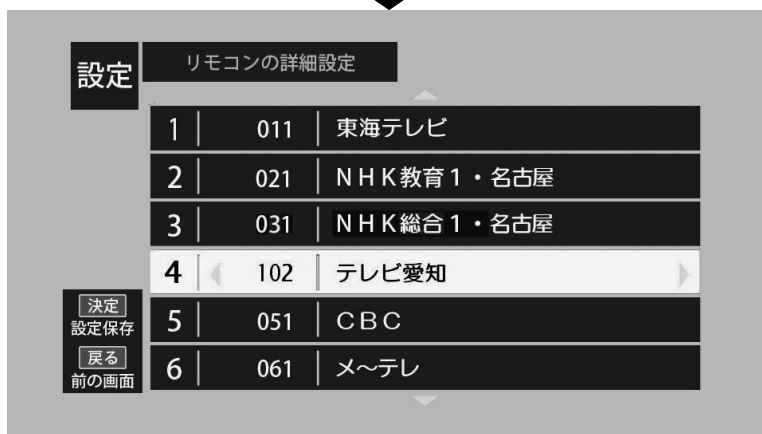 設定
リモコンの詳細設定
1 011 東海テレビ
2 021 ＮＨＫ教育１・名古屋
3 031 ＮＨＫ総合１・名古屋
4 102 テレビ愛知
5 051 ＣＢＣ
6 061 メ～テレ
決定
設定保存
戻る
前の画面